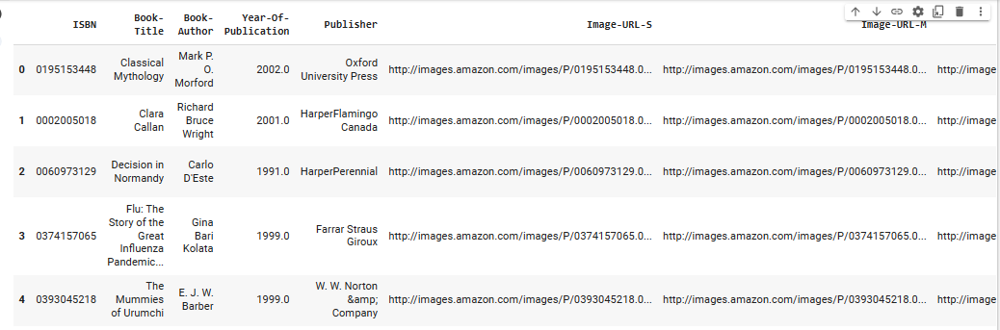 ISBN Book-Title Book-Author Year-Of-Publication Publisher Image-URL-S Image-URL-M
0 0195153448 Classical Mythology Mark P. O. Morford 2002.0 Oxford University Press http://images.amazon.com/images/P/0195153448.0... http://images.amazon.com/images/P/0195153448.0... http://image
1 0002005018 Clara Callan Richard Bruce Wright 2001.0 HarperFlamingo Canada http://images.amazon.com/images/P/0002005018.0... http://images.amazon.com/images/P/0002005018.0... http://image
2 0060973129 Decision in Normandy Carlo D'Este 1991.0 HarperPerennial http://images.amazon.com/images/P/0060973129.0... http://images.amazon.com/images/P/0060973129.0... http://image
3 0374157065 Flu: The Story of the Great Influenza Pandemic... Gina Bari Kolata 1999.0 Farrar Straus Giroux http://images.amazon.com/images/P/0374157065.0... http://images.amazon.com/images/P/0374157065.0... http://image
4 0393045218 The Mummies of Urumchi E. J. W. Barber 1999.0 W. W. Norton &amp; Company http://images.amazon.com/images/P/0393045218.0... http://images.amazon.com/images/P/0393045218.0... http://image